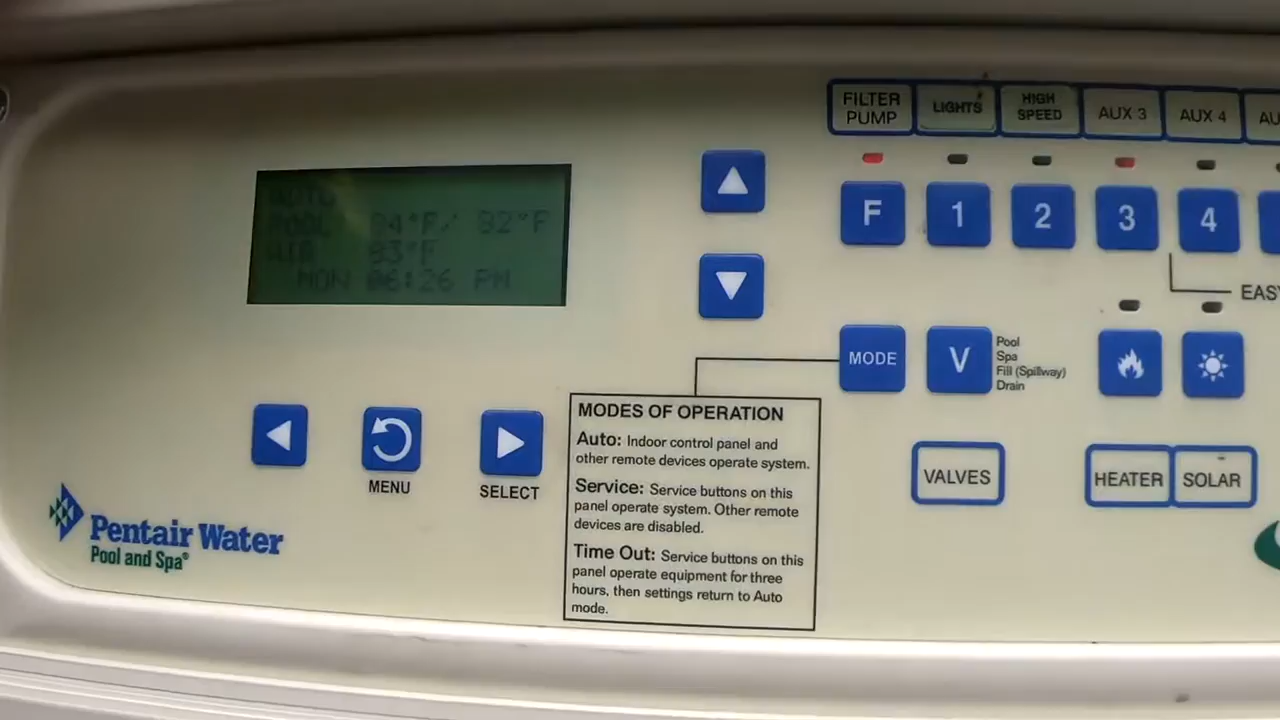 AUTO
POOL 84°F/ 82°F
AIR 83°F
MON 06:26 PM
FILTER PUMP
LIGHTS
HIGH SPEED
AUX 3
AUX 4
F
1
2
3
4
MODE
V
Pool
Spa
Fill (Spillway)
Drain
MENU
SELECT
MODES OF OPERATION
Auto: Indoor control panel and
other remote devices operate system.
Service: Service buttons on this
panel operate system. Other remote
devices are disabled.
Time Out: Service buttons on this
panel operate equipment for three
hours, then settings return to Auto
mode.
VALVES
HEATER
SOLAR
Pentair Water
Pool and Spa®